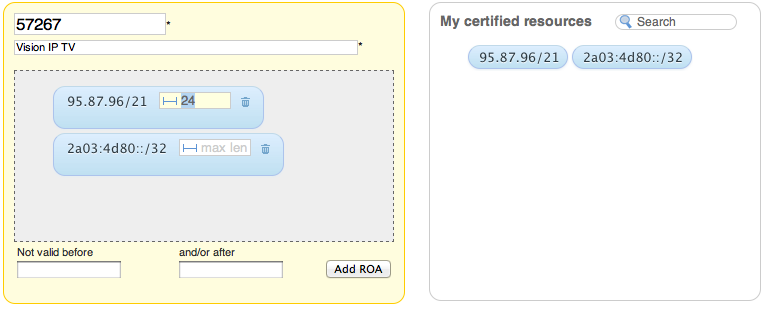 57267 *
Vision IP TV *
95.87.96/21 24
2a03:4d80::/32 max len
Not valid before and/or after
Add ROA
My certified resources Search
95.87.96/21 2a03:4d80::/32